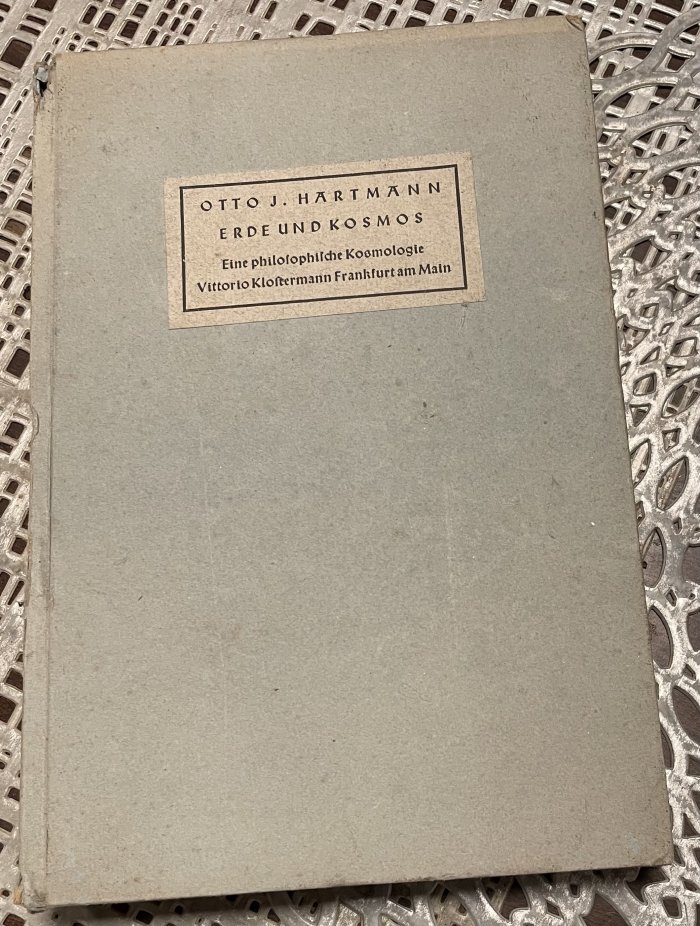 OTTO J. HARTMANN
ERDE UND KOSMOS
Eine philoſophiſche Kosmologie
Vittorio Kloſtermann Frankfurt am Main